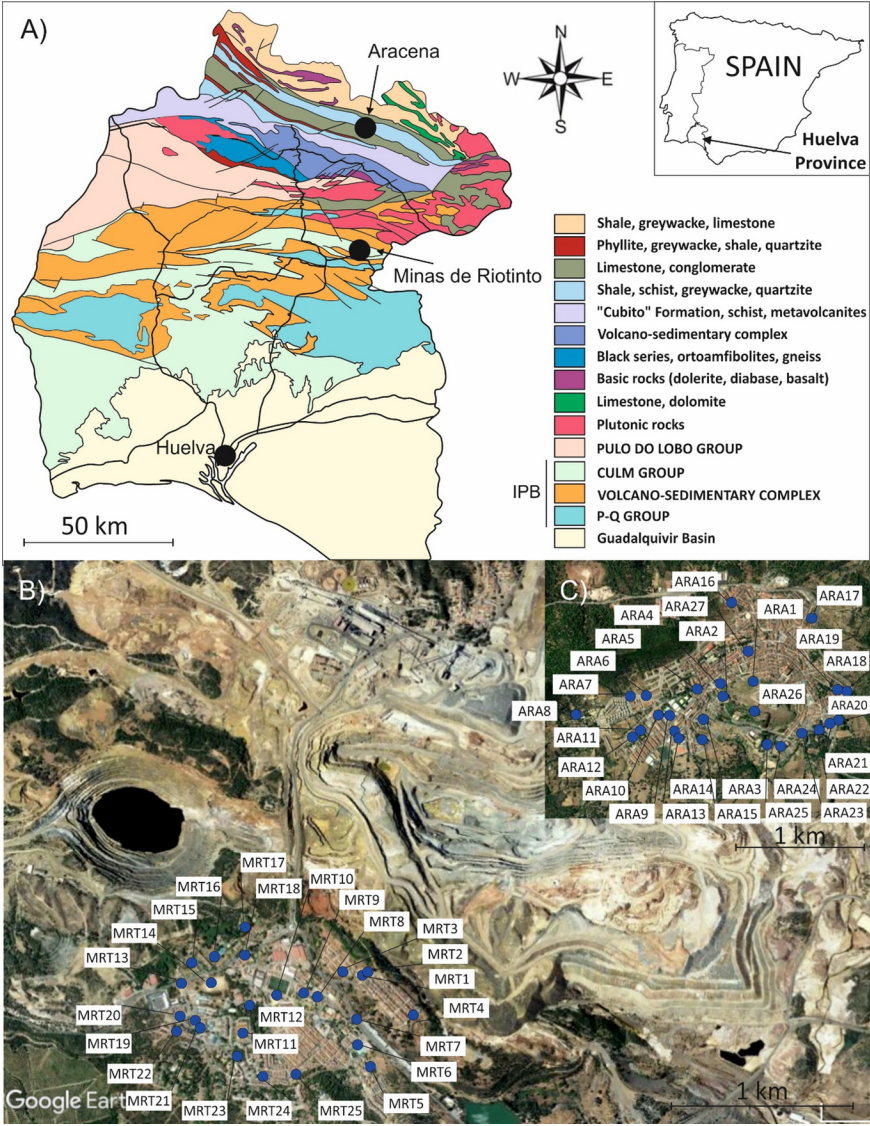 A)
Aracena
N
W
E
S
SPAIN
Huelva
Province
Minas de Riotinto
Huelva
50 km
Shale, greywacke, limestone
Phyllite, greywacke, shale, quartzite
Limestone, conglomerate
Shale, schist, greywacke, quartzite
"Cubito" Formation, schist, metavolcanites
Volcano-sedimentary complex
Black series, ortoamfibolites, gneiss
Basic rocks (dolerite, diabase, basalt)
Limestone, dolomite
Plutonic rocks
PULO DO LOBO GROUP
IPB
CULM GROUP
VOLCANO-SEDIMENTARY COMPLEX
P-Q GROUP
Guadalquivir Basin
B)
MRT17
MRT16
MRT18
MRT10
MRT15
MRT9
MRT14
MRT8
MRT3
MRT13
MRT2
MRT1
MRT4
MRT20
MRT12
MRT19
MRT11
MRT7
MRT22
MRT6
MRT21
MRT5
MRT23
MRT24
MRT25
Google Eart
1 km
C)
ARA16
ARA17
ARA4
ARA27
ARA1
ARA5
ARA2
ARA19
ARA6
ARA18
ARA7
ARA26
ARA8
ARA20
ARA11
ARA12
ARA21
ARA10
ARA14
ARA3
ARA24
ARA22
ARA9
ARA13
ARA15
ARA25
ARA23
1 km